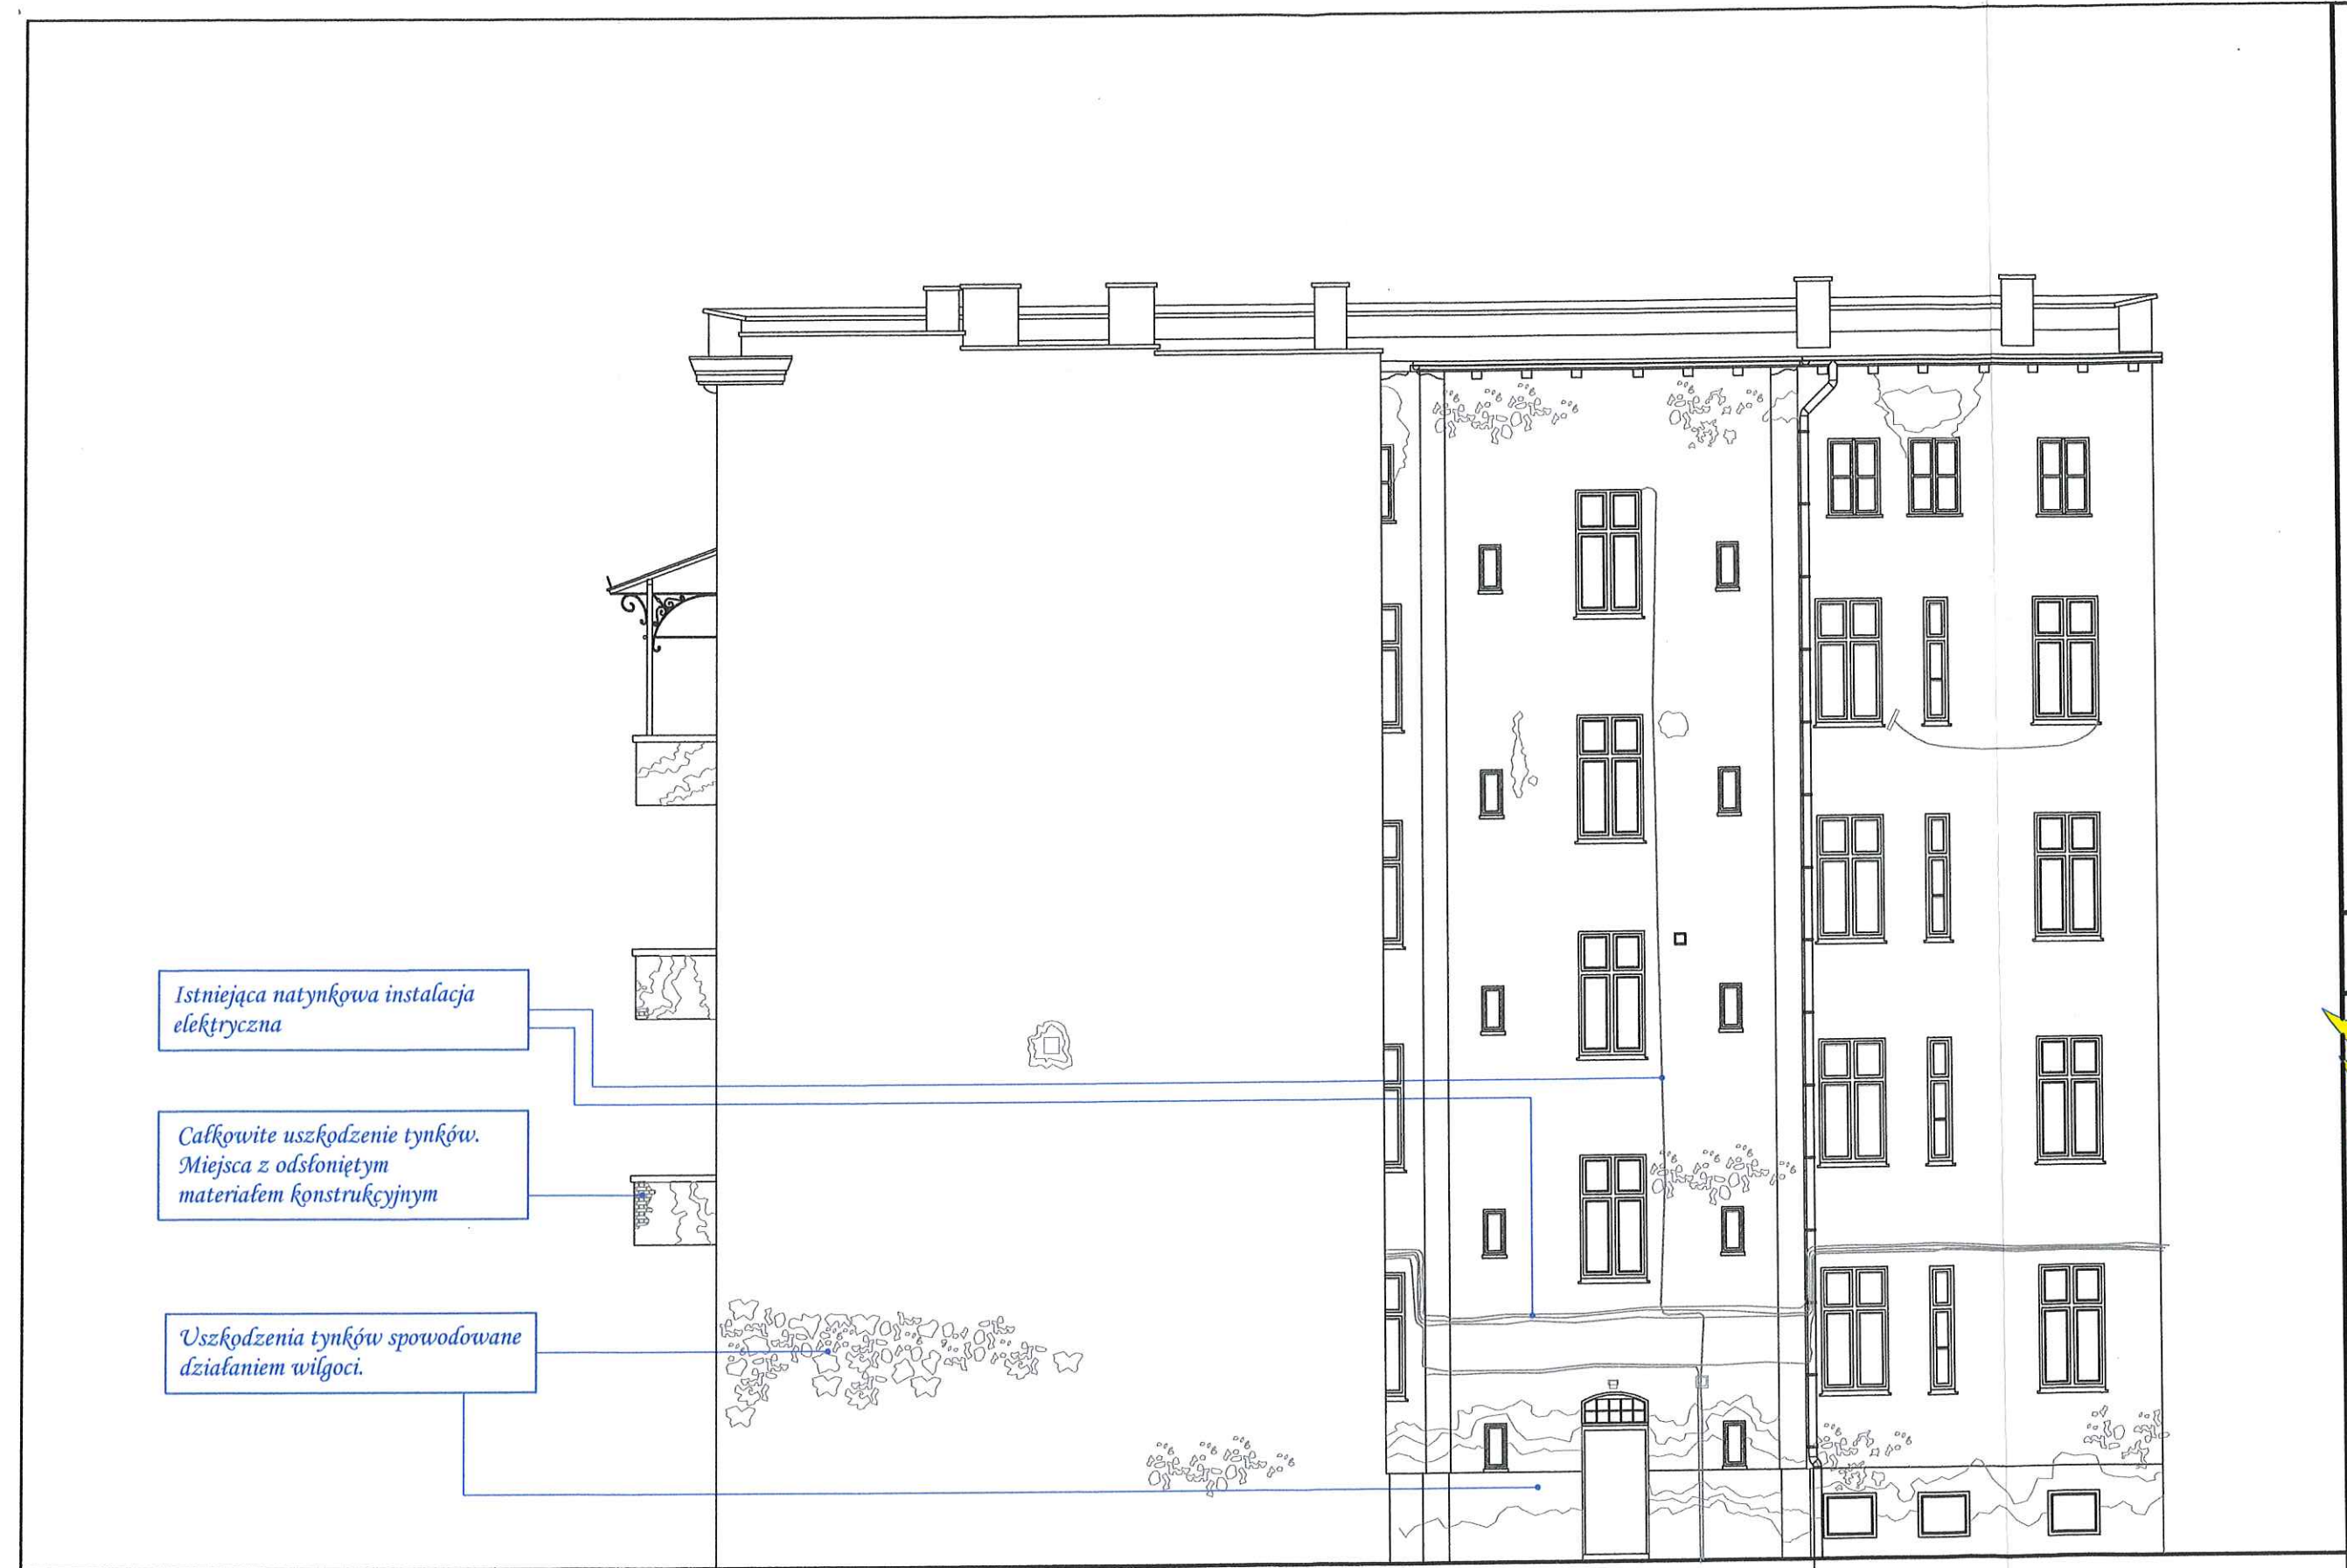 Istniejąca natynkowa instalacja
elektryczna
Całkowite uszkodzenie tynków.
Miejsca z odsłoniętym
materiałem konstrukcyjnym
Uszkodzenia tynków spowodowane
działaniem wilgoci.